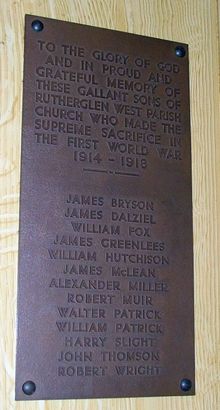 TO THE GLORY OF GOD
AND IN PROUD AND
GRATEFUL MEMORY OF
THESE GALLANT SONS OF
RUTHERGLEN WEST PARISH
CHURCH WHO MADE THE
SUPREME SACRIFICE IN
THE FIRST WORLD WAR
1914 - 1918
JAMES BRYSON
JAMES DALZIEL
WILLIAM FOX
JAMES GREENLEES
WILLIAM HUTCHISON
JAMES McLEAN
ALEXANDER MILLER
ROBERT MUIR
WALTER PATRICK
WILLIAM PATRICK
HARRY SLIGHT
JOHN THOMSON
ROBERT WRIGHT